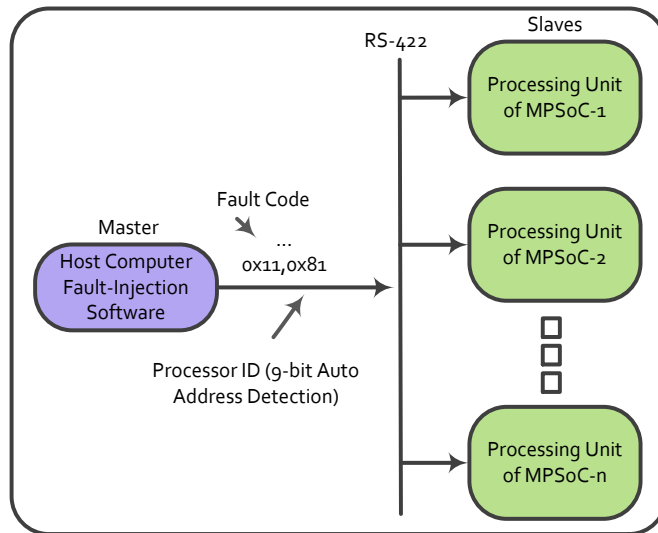 Slaves
RS-422
Processing Unit
of MPSoC-1
Fault Code
Master
...
0x11,0x81
Host Computer
Fault-Injection
Software
Processing Unit
of MPSoC-2
Processor ID (9-bit Auto
Address Detection)
Processing Unit
of MPSoC-n